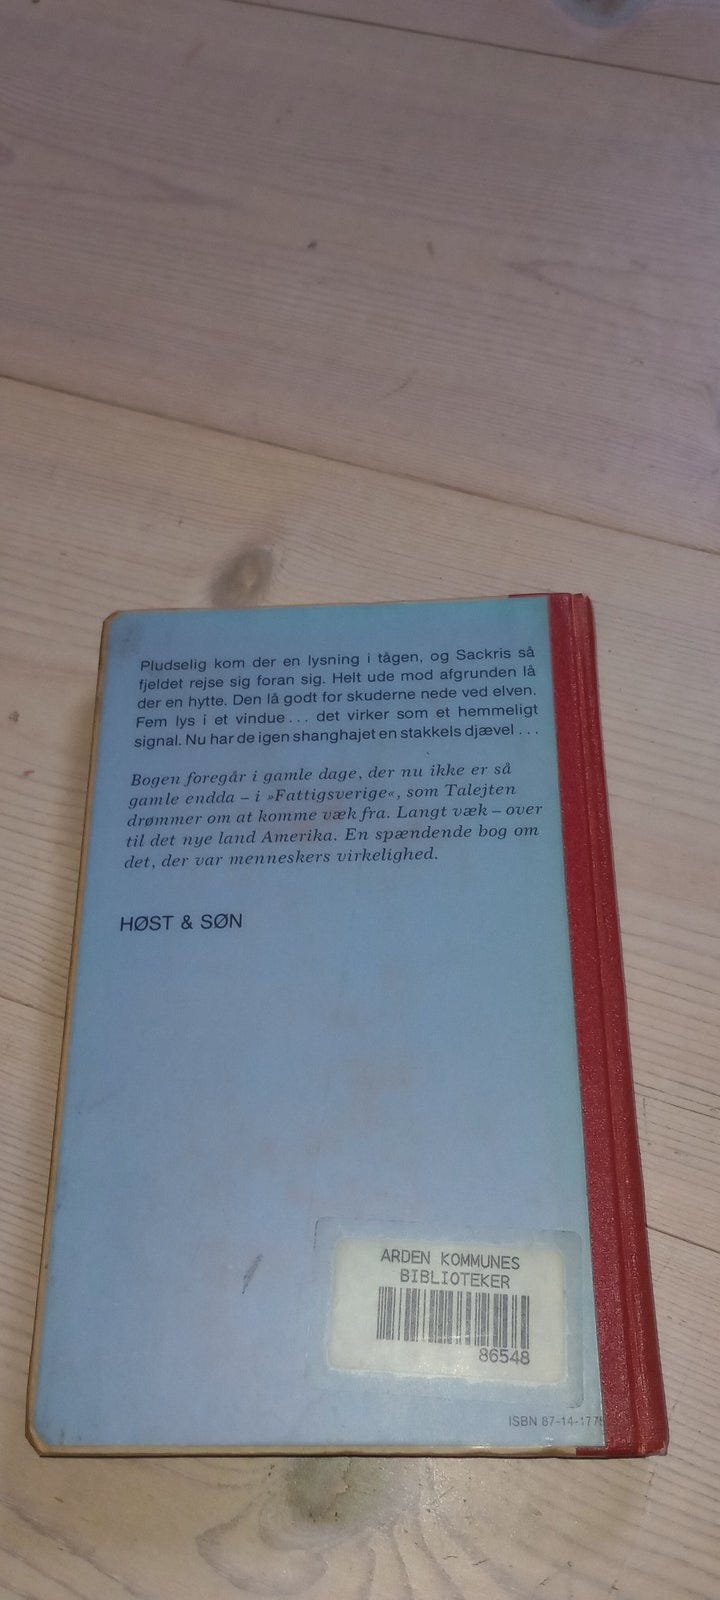 Pludselig kom der en lysning i tågen, og Sackris så
fjeldet rejse sig foran sig. Helt ude mod afgrunden lå
der en hytte. Den lå godt for skuderne nede ved elven.
Fem lys i et vindue... det virker som et hemmeligt
signal. Nu har de igen shanghajet en stakkels djævel...
Bogen foregår i gamle dage, der nu ikke er så
gamle endda – i »Fattigsverige«, som Talejten
drømmer om at komme væk fra. Langt væk – over
til det nye land Amerika. En spændende bog om
det, der var menneskers virkelighed.
HØST & SØN
ARDEN KOMMUNES
BIBLIOTEKER
86548
ISBN 87-14-177